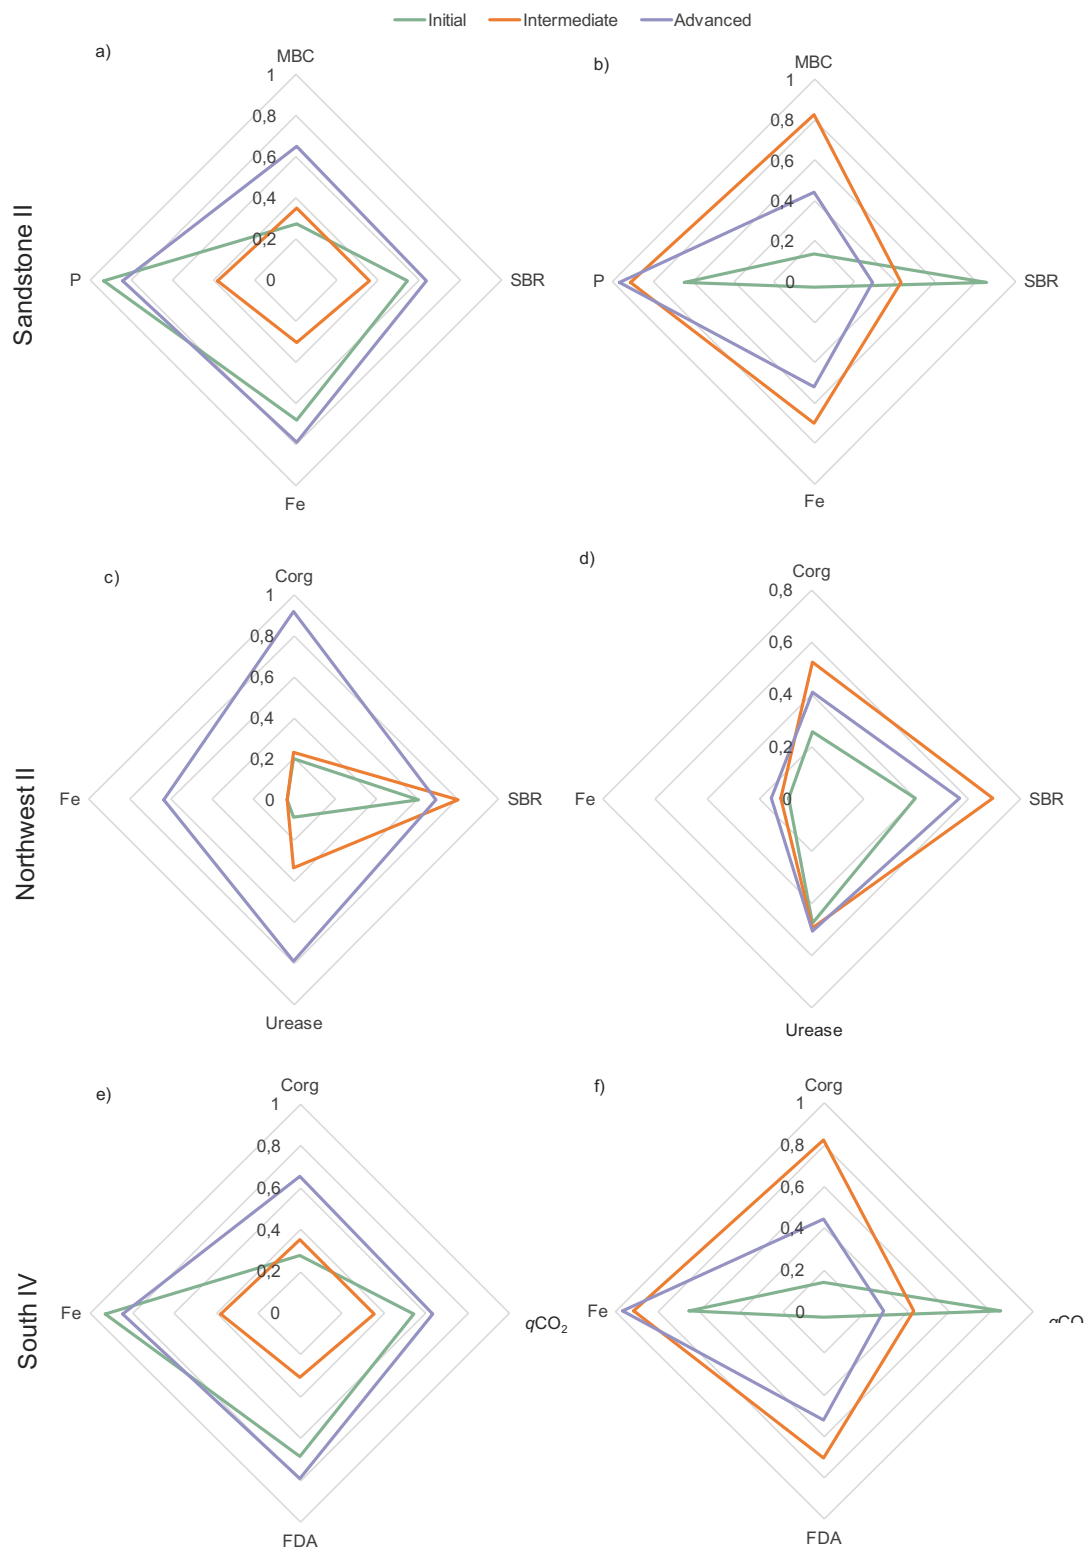 Initial Intermediate Advanced
a)
MBC
1
0,8
0,6
0,4
0,2
0
P
SBR
Fe
b)
MBC
1
0,8
0,6
0,4
0,2
0
P
SBR
Fe
Sandstone II
c)
Corg
1
0,8
0,6
0,4
0,2
0
Fe
SBR
Urease
d)
Corg
0,8
0,6
0,4
0,2
0
Fe
SBR
Urease
Northwest II
e)
Corg
1
0,8
0,6
0,4
0,2
0
Fe
qCO₂
FDA
f)
Corg
1
0,8
0,6
0,4
0,2
0
Fe
qCO
FDA
South IV